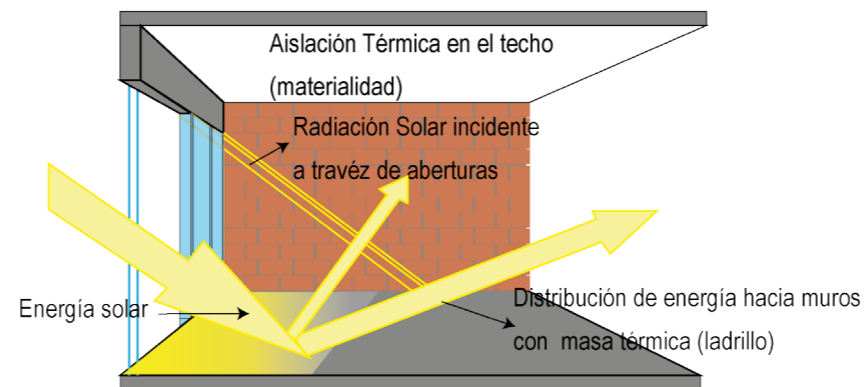 Aislación Térmica en el techo
(materialidad)
Radiación Solar incidente
a travéz de aberturas
Energía solar
Distribución de energía hacia muros
con masa térmica (ladrillo)